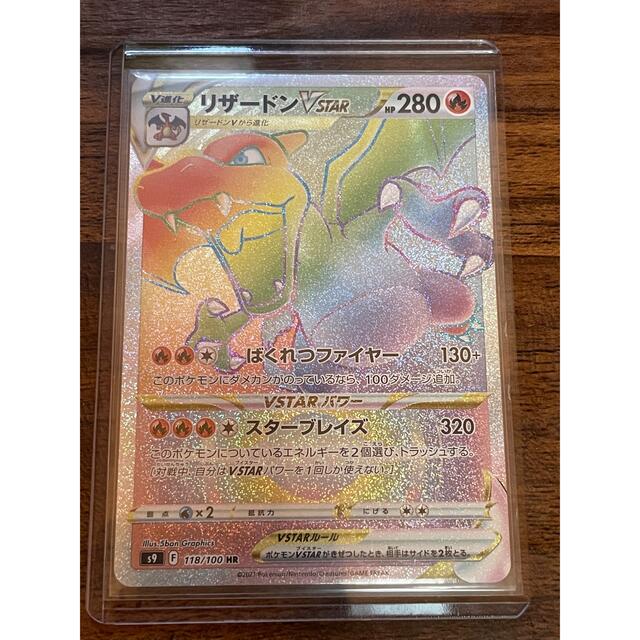 V進化
リザードンVSTAR HP280
リザードンVから進化
ばくれつファイヤー 130+
このポケモンにダメカンがのっているなら、100ダメージ追加。
VSTARパワー
スターブレイズ 320
このポケモンについているエネルギーを2個選び、トラッシュする。
[対戦中、自分はVSTARパワーを1回しか使えない。]
弱点 ×2 抵抗力 にげる
Illus. 5ban Graphics
VSTARルール
ポケモンVSTARがきぜつしたとき、相手はサイドを2枚とる。
s9 F 118/100 HR
©2021 Pokémon/Nintendo/Creatures/GAME FREAK